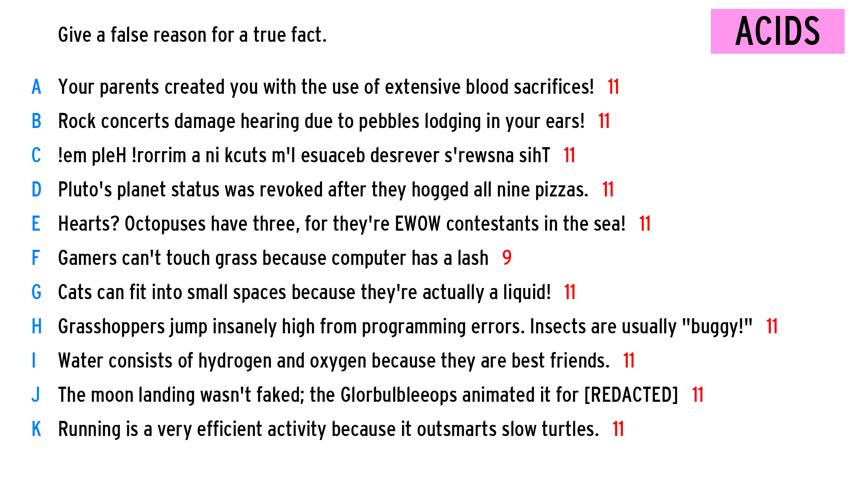 Give a false reason for a true fact.
ACIDS
A Your parents created you with the use of extensive blood sacrifices! 11
B Rock concerts damage hearing due to pebbles lodging in your ears! 11
C !em pleH !rorrim a ni kcuts m'I esuaceb desrever s'rewsna sihT 11
D Pluto's planet status was revoked after they hogged all nine pizzas. 11
E Hearts? Octopuses have three, for they're EWOW contestants in the sea! 11
F Gamers can't touch grass because computer has a lash 9
G Cats can fit into small spaces because they're actually a liquid! 11
H Grasshoppers jump insanely high from programming errors. Insects are usually "buggy!" 11
I Water consists of hydrogen and oxygen because they are best friends. 11
J The moon landing wasn't faked; the Glorbulbleeops animated it for [REDACTED] 11
K Running is a very efficient activity because it outsmarts slow turtles. 11